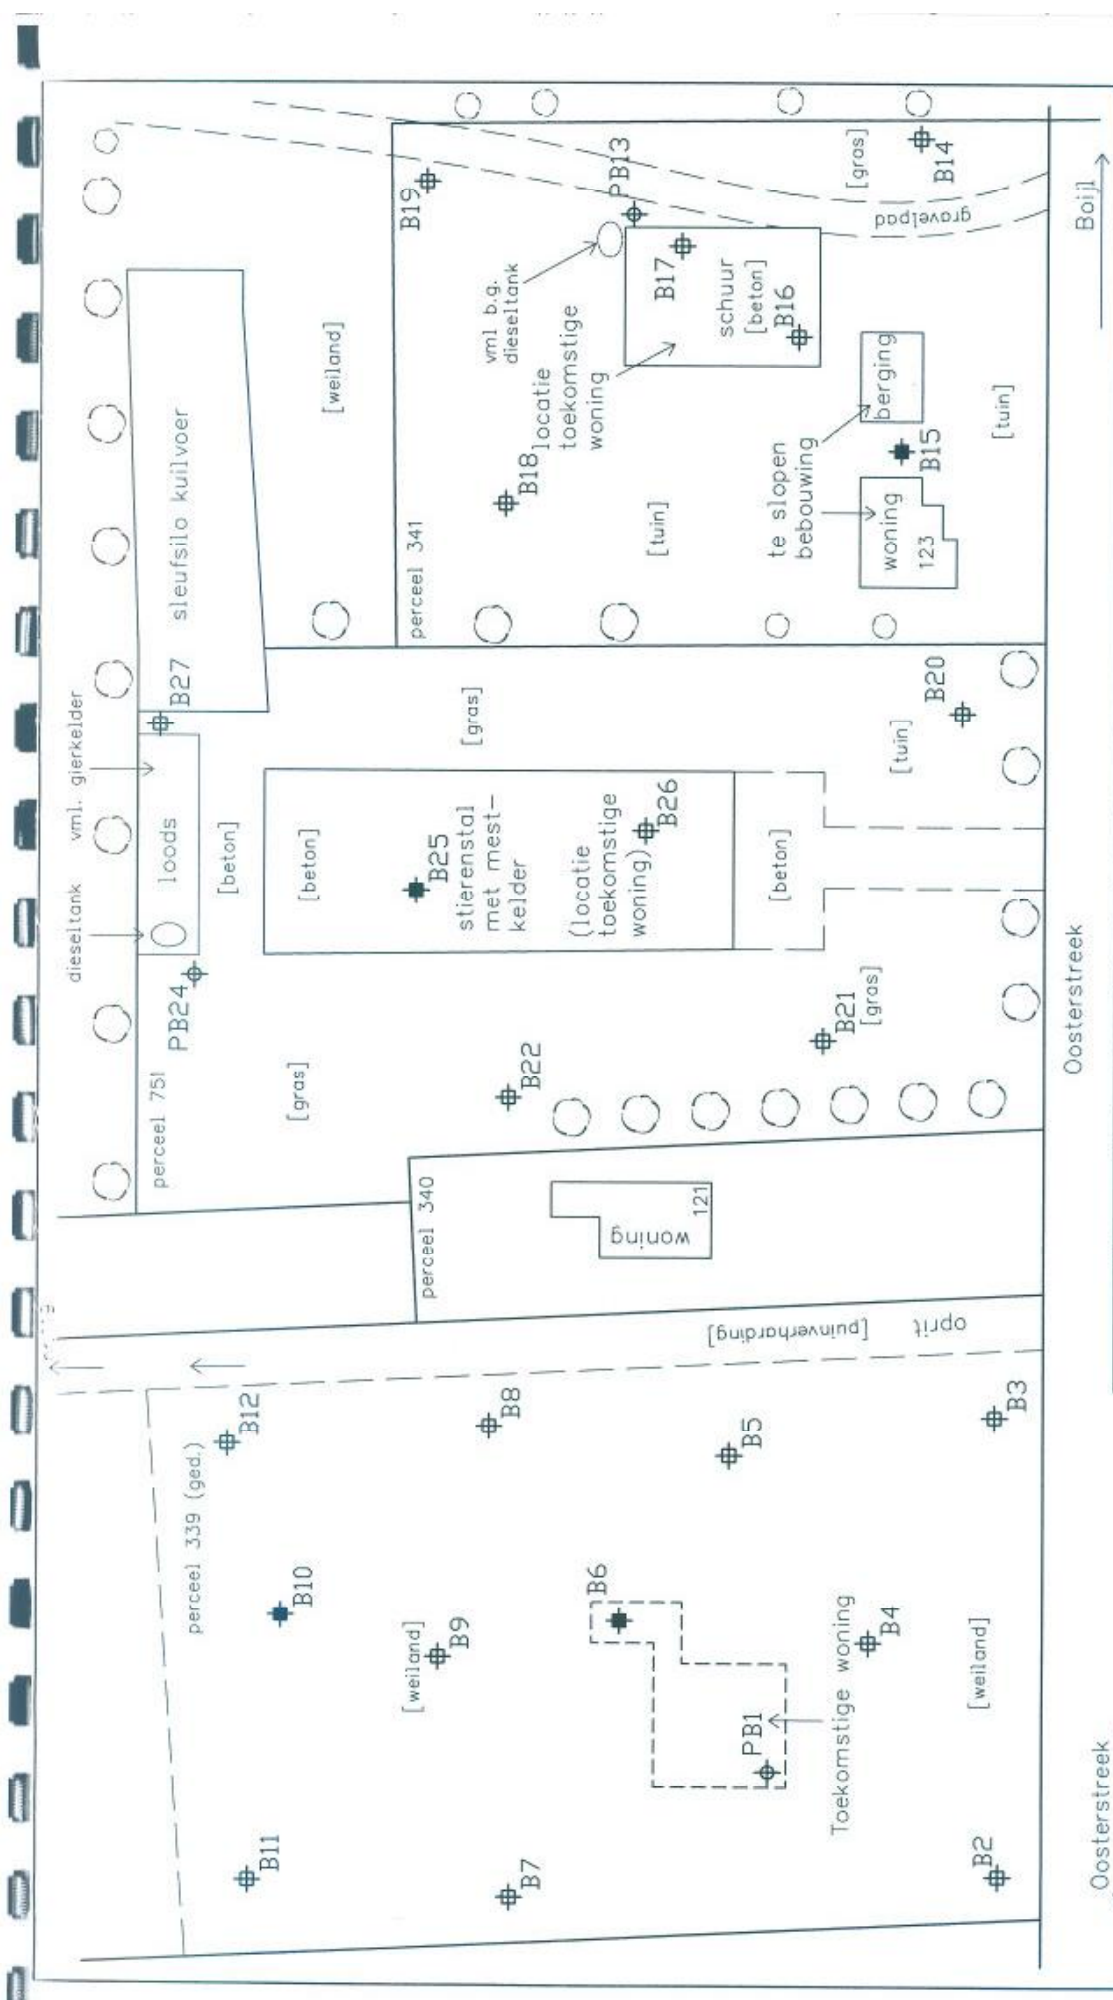 dieseltank
vml. gierkelder
sleufsilo kuilvoer
perceel 751
PB24
loods
B27
[beton]
[weiland]
perceel 339 (ged.)
B12
B11
B10
[gras]
[beton]
perceel 340
perceel 341
B19
[weiland]
B9
B8
B7
B22
B25
stierenstal
met mest-
kelder
[gras]
B18
vml b.g.
dieseltank
locatie
toekomstige
woning
PB13
B6
woning
121
(locatie
toekomstige
woning)
B26
[tuin]
B17
schuur
[beton]
B16
PB1
B5
oprit [puinverharding]
[beton]
te slopen
bebouwing
Toekomstige woning
B4
B21
[gras]
[tuin]
woning
123
berging
B15
[gras]
gravelpad
B14
[weiland]
B2
B3
B20
[tuin]
Oosterstreek
Oosterstreek
Boijl